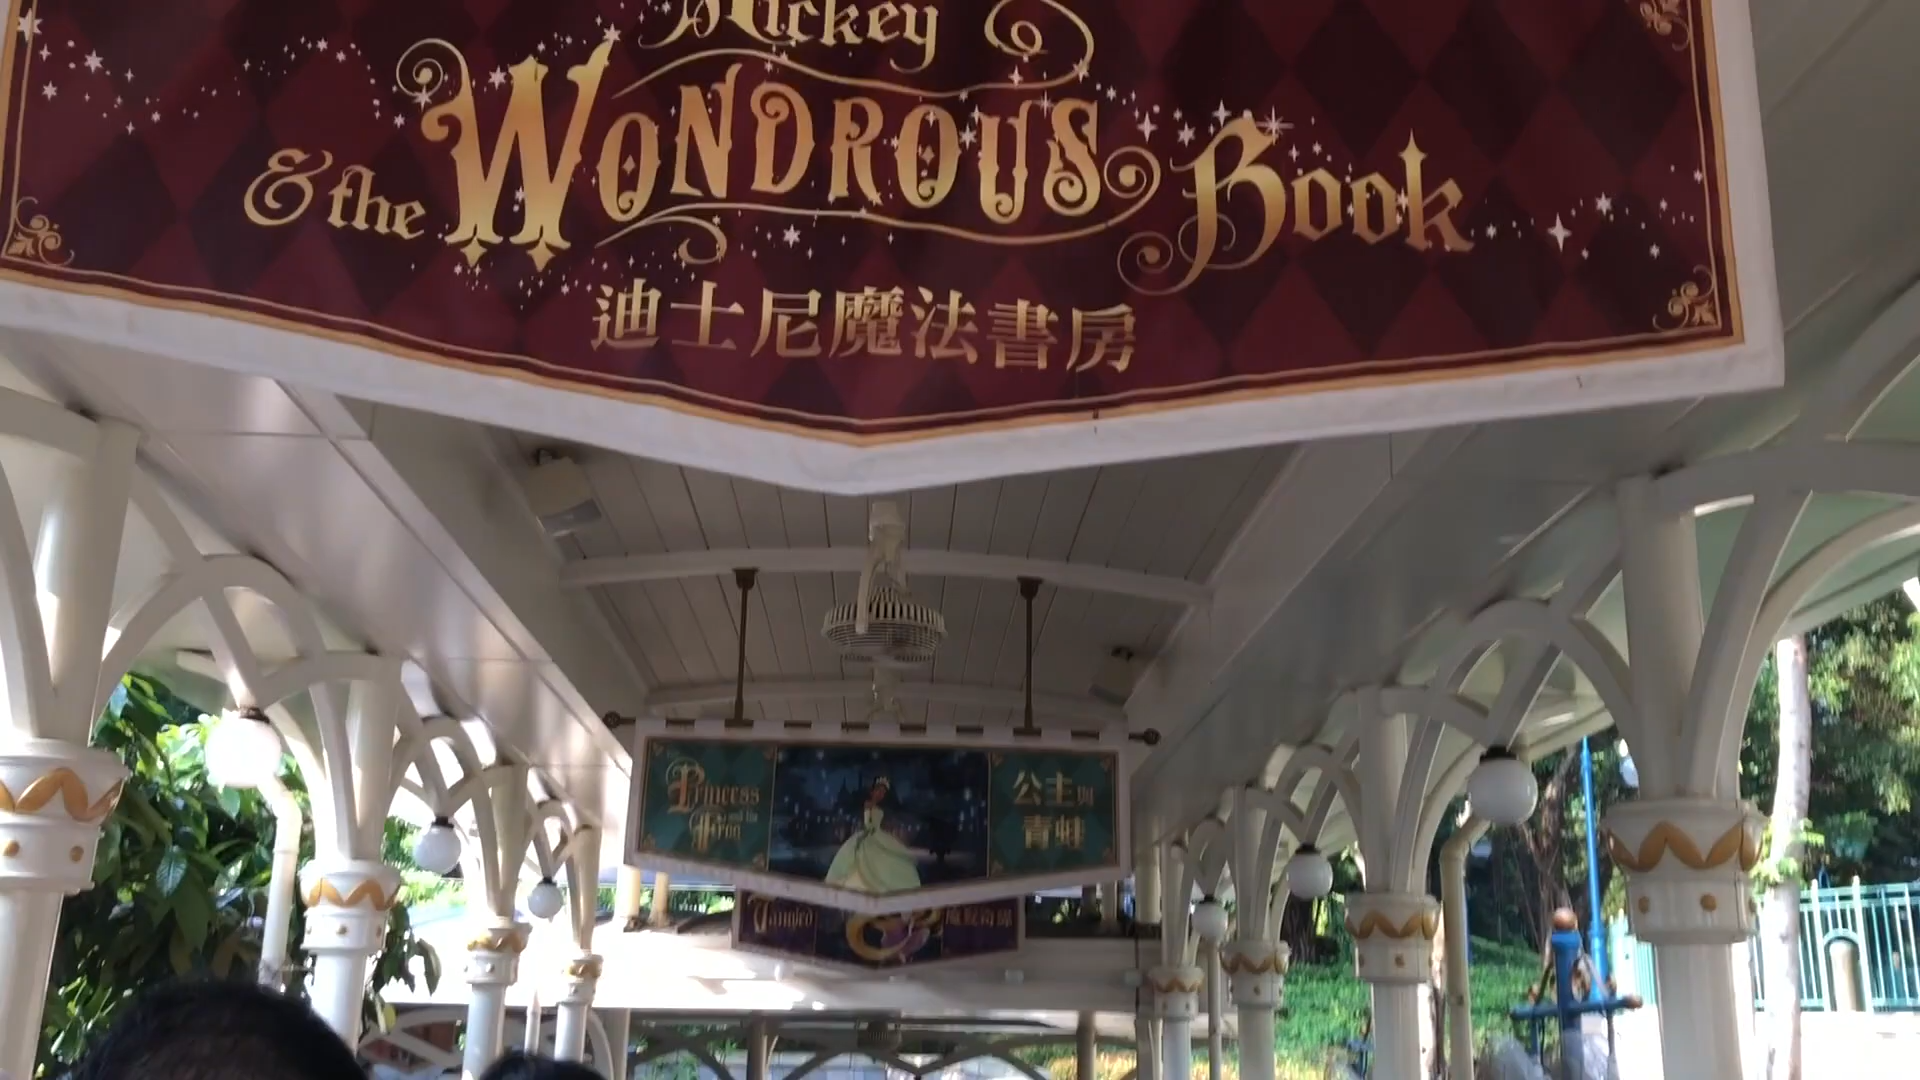 Mickey
& the WONDROUS Book
迪士尼魔法書房
Princess
and the
Frog
公主與
青蛙
Tangled
魔髮奇緣